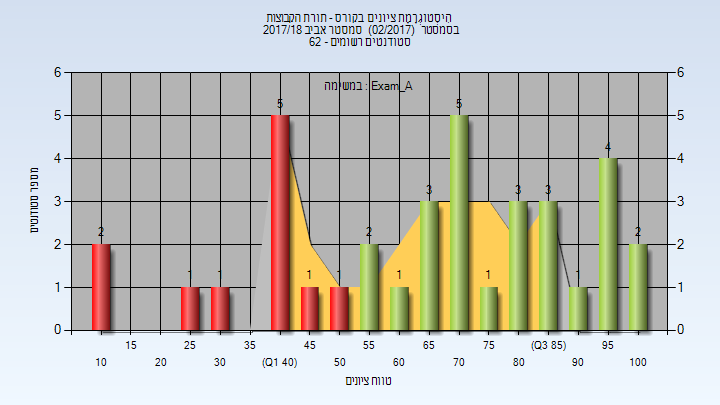 היסטוגרמת ציונים בקורס - תורת הקבוצות
בסמסטר (02/2017) סמסטר אביב 2017/18
סטודנטים רשומים - 62
במשימה : Exam_A
מספר סטודנטים
6 6
5 5
4 4
3 3
2 2
1 1
0 0
2 1 1 5 1 1 2 1 3 5 1 3 3 1 4 2
15 25 35 45 55 65 75 (Q3 85) 95
10 20 30 (Q1 40) 50 60 70 80 90 100
טווח ציונים